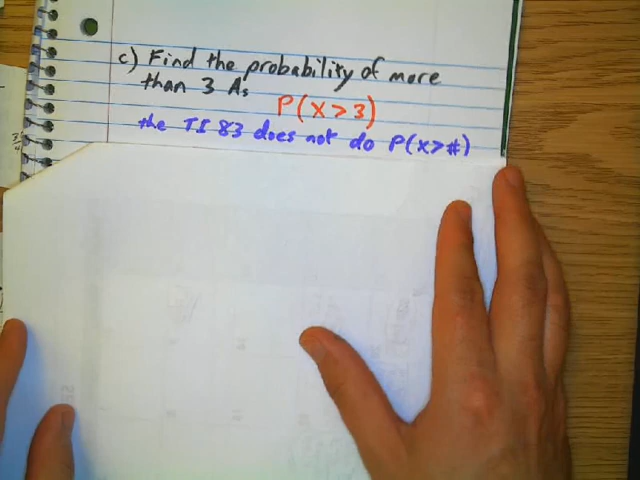 c) Find the probability of more
than 3 As
P(X>3)
the TI 83 does not do P(x>#)